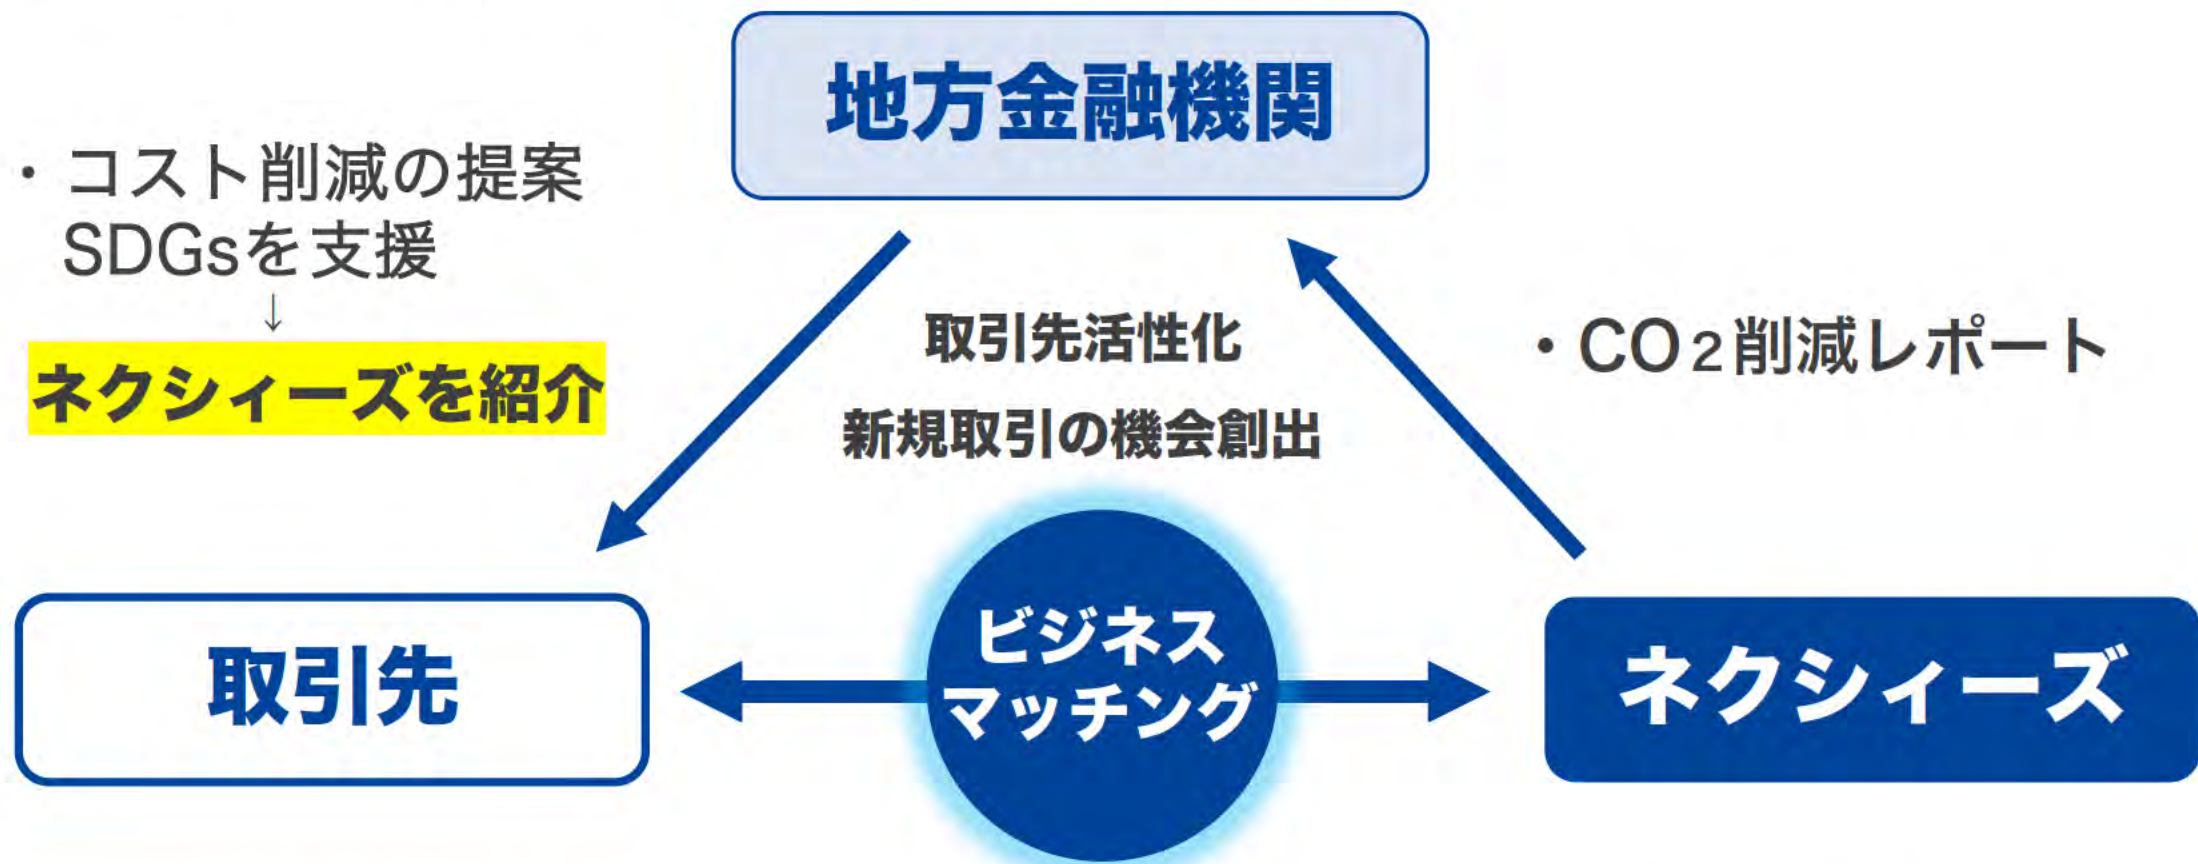 地方金融機関
・コスト削減の提案
SDGsを支援
↓
ネクシィーズを紹介
取引先活性化
新規取引の機会創出
・CO2削減レポート
取引先
ビジネス
マッチング
ネクシィーズ